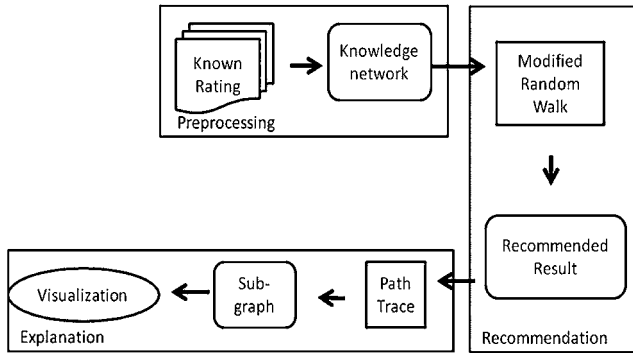 Known
Rating
Knowledge
network
Preprocessing
Modified
Random
Walk
Recommended
Result
Recommendation
Path
Trace
Sub-
graph
Visualization
Explanation